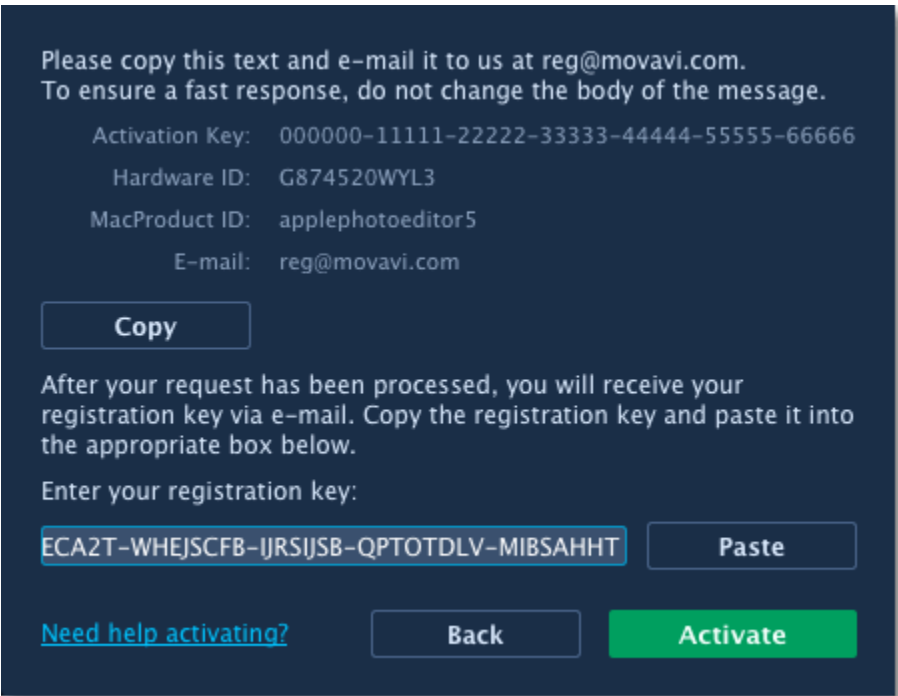 Please copy this text and e-mail it to us at reg@movavi.com.
To ensure a fast response, do not change the body of the message.
Activation Key: 000000-11111-22222-33333-44444-55555-66666
Hardware ID: G874520WYL3
MacProduct ID: applephotoeditor5
E-mail: reg@movavi.com
Copy
After your request has been processed, you will receive your
registration key via e-mail. Copy the registration key and paste it into
the appropriate box below.
Enter your registration key:
ECA2T-WHEJSCFB-IJRSIJSB-QPTOTDLV-MIBSAHHT Paste
Need help activating? Back Activate